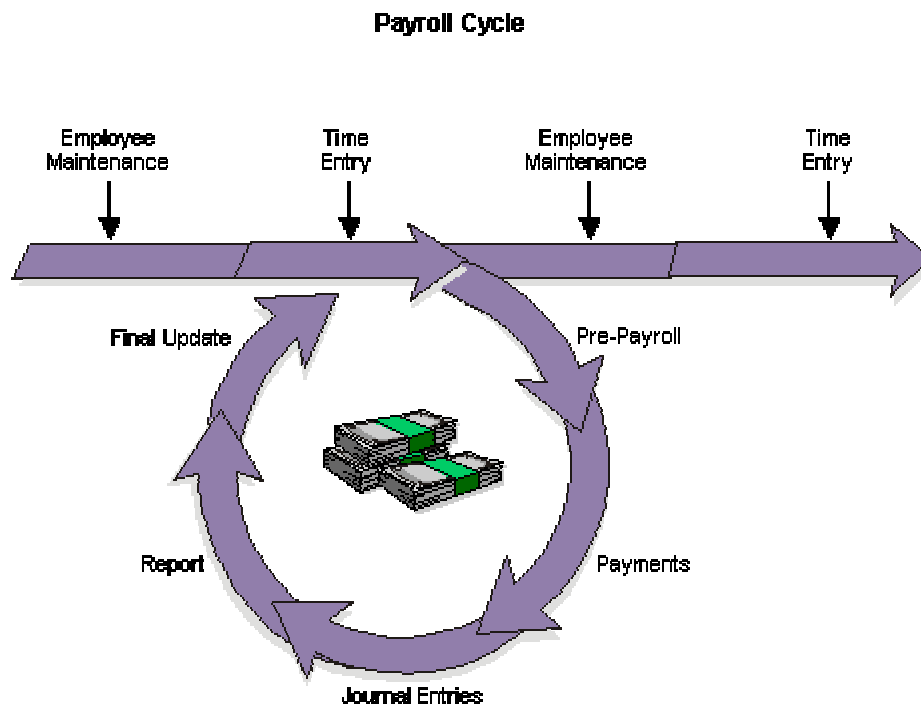 Payroll Cycle
Employee
Maintenance
Time
Entry
Employee
Maintenance
Time
Entry
Final Update
Pre-Payroll
Report
Payments
Journal Entries